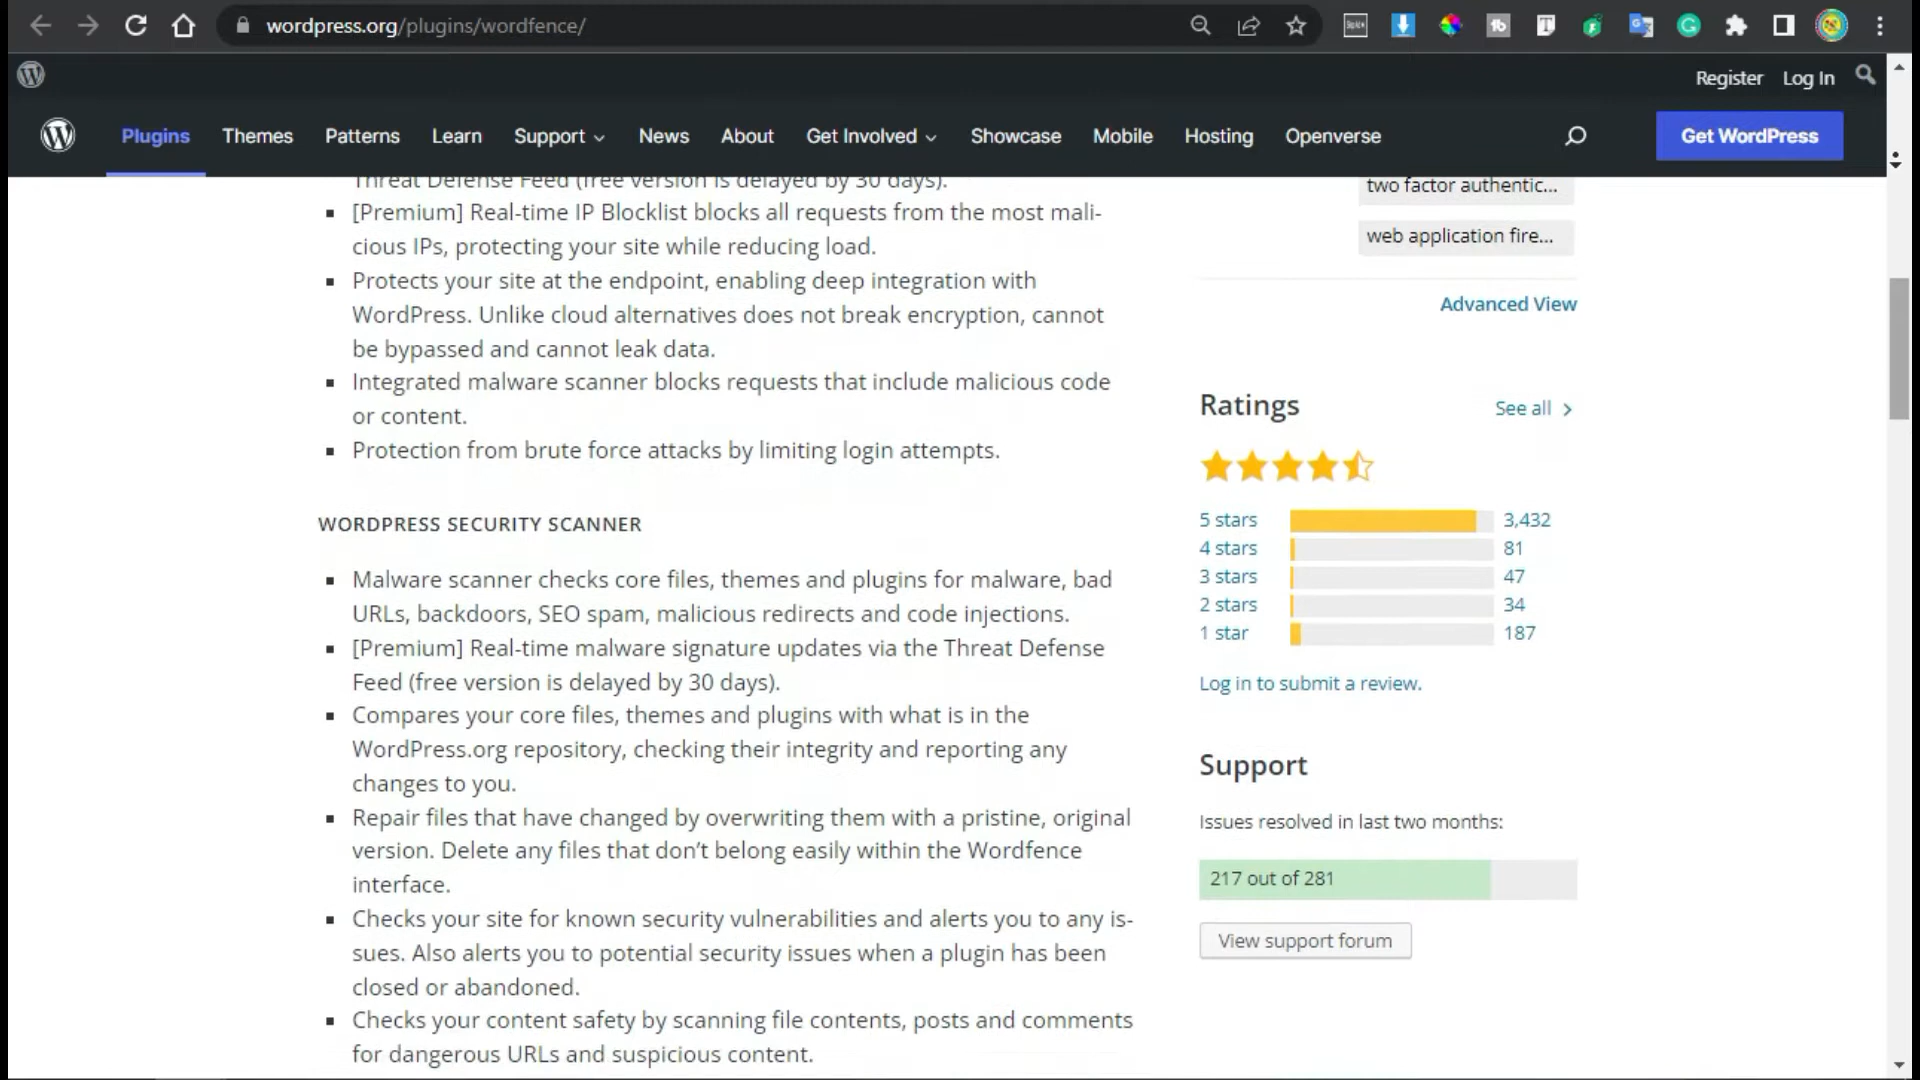 wordpress.org/plugins/wordfence/
Register Log In
Plugins Themes Patterns Learn Support News About Get Involved Showcase Mobile Hosting Openverse Get WordPress
Threat Defense Feed (free version is delayed by 30 days).
[Premium] Real-time IP Blocklist blocks all requests from the most mali-
cious IPs, protecting your site while reducing load.
Protects your site at the endpoint, enabling deep integration with
WordPress. Unlike cloud alternatives does not break encryption, cannot
be bypassed and cannot leak data.
Integrated malware scanner blocks requests that include malicious code
or content.
Protection from brute force attacks by limiting login attempts.
WORDPRESS SECURITY SCANNER
Malware scanner checks core files, themes and plugins for malware, bad
URLs, backdoors, SEO spam, malicious redirects and code injections.
[Premium] Real-time malware signature updates via the Threat Defense
Feed (free version is delayed by 30 days).
Compares your core files, themes and plugins with what is in the
WordPress.org repository, checking their integrity and reporting any
changes to you.
Repair files that have changed by overwriting them with a pristine, original
version. Delete any files that don't belong easily within the Wordfence
interface.
Checks your site for known security vulnerabilities and alerts you to any is-
sues. Also alerts you to potential security issues when a plugin has been
closed or abandoned.
Checks your content safety by scanning file contents, posts and comments
for dangerous URLs and suspicious content.
two factor authentic...
web application fire...
Advanced View
Ratings See all
5 stars 3,432
4 stars 81
3 stars 47
2 stars 34
1 star 187
Log in to submit a review.
Support
Issues resolved in last two months:
217 out of 281
View support forum